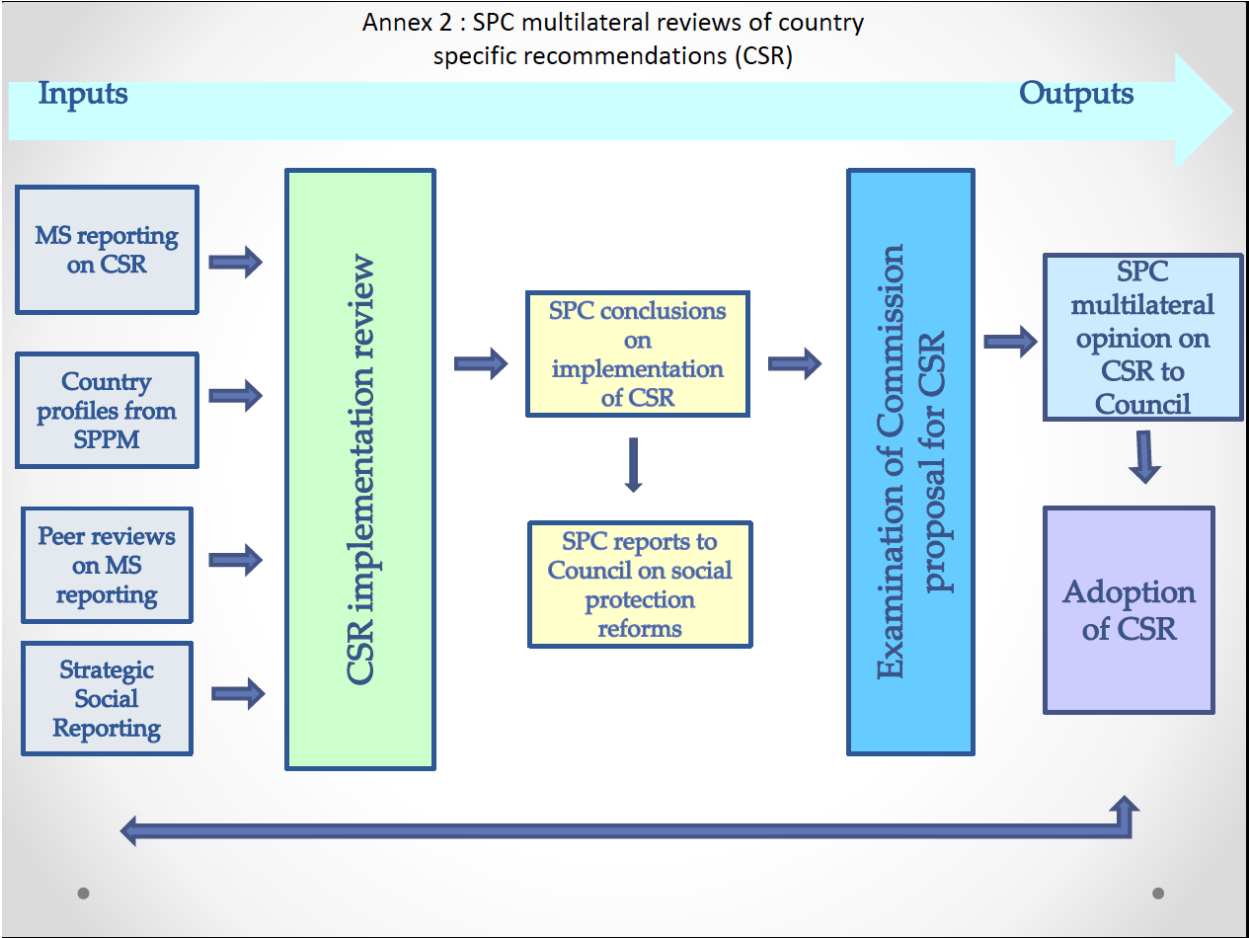 Annex 2 : SPC multilateral reviews of country
specific recommendations (CSR)
Inputs
Outputs
MS reporting
on CSR
Country
profiles from
SPPM
Peer reviews
on MS
reporting
Strategic
Social
Reporting
CSR implementation review
SPC conclusions
on
implementation
of CSR
SPC reports to
Council on social
protection
reforms
Examination of Commission
proposal for CSR
SPC
multilateral
opinion on
CSR to
Council
Adoption
of CSR